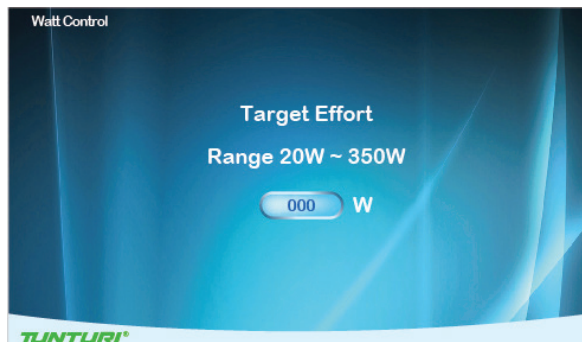 Watt Control
Target Effort
Range 20W ~ 350W
000 W
TUNTURI®